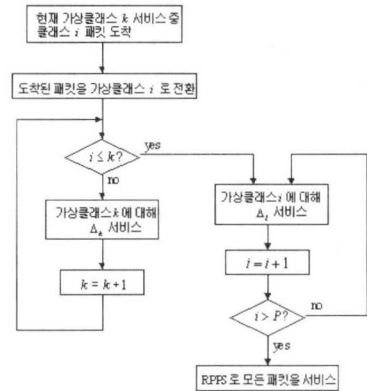 현재 가상클래스 k 서비스 중
클래스 i 패킷 도착
도착된 패킷을 가상클래스 i 로 전환
i ≤ k?
yes
no
가상클래스 k 에 대해
Δk 서비스
k = k+1
가상클래스 i 에 대해
Δi 서비스
i = i+1
i > P?
no
yes
RPPS 로 모든 패킷을 서비스